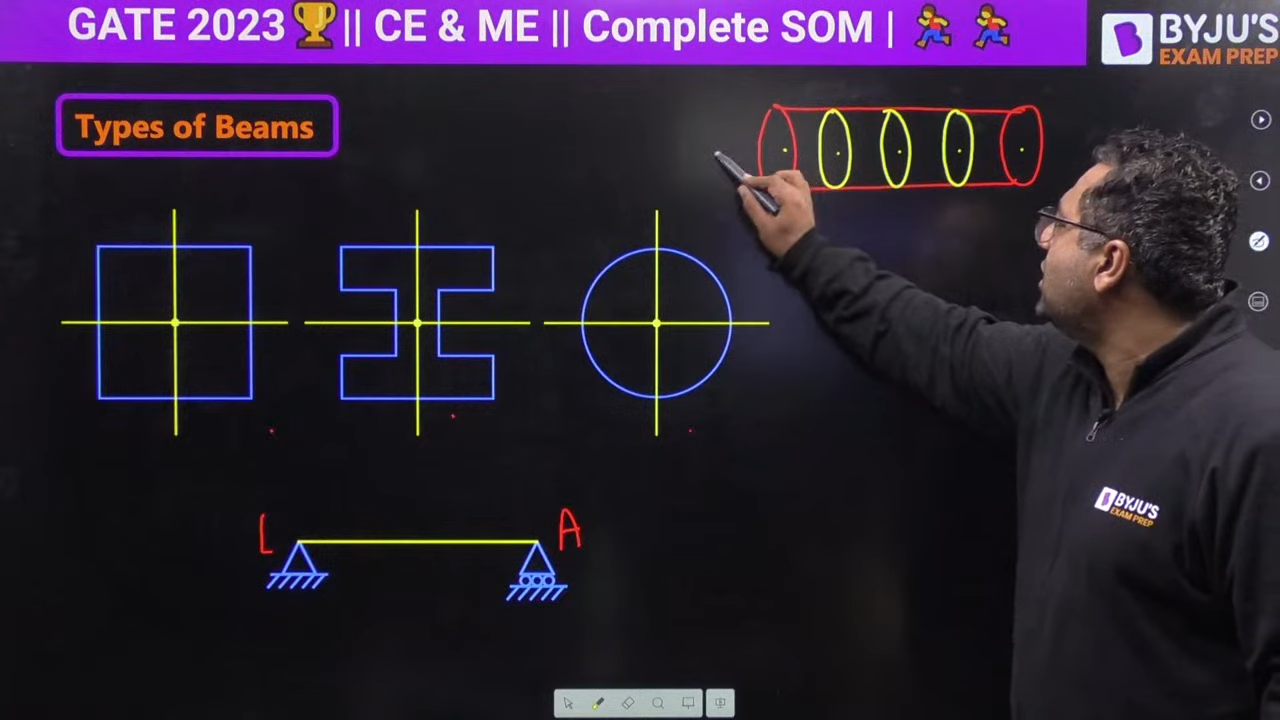 GATE 2023🏆|| CE & ME || Complete SOM | 🏃 🏃
BYJU'S
EXAM PREP
Types of Beams
L
A
BYJU'S
EXAM PREP